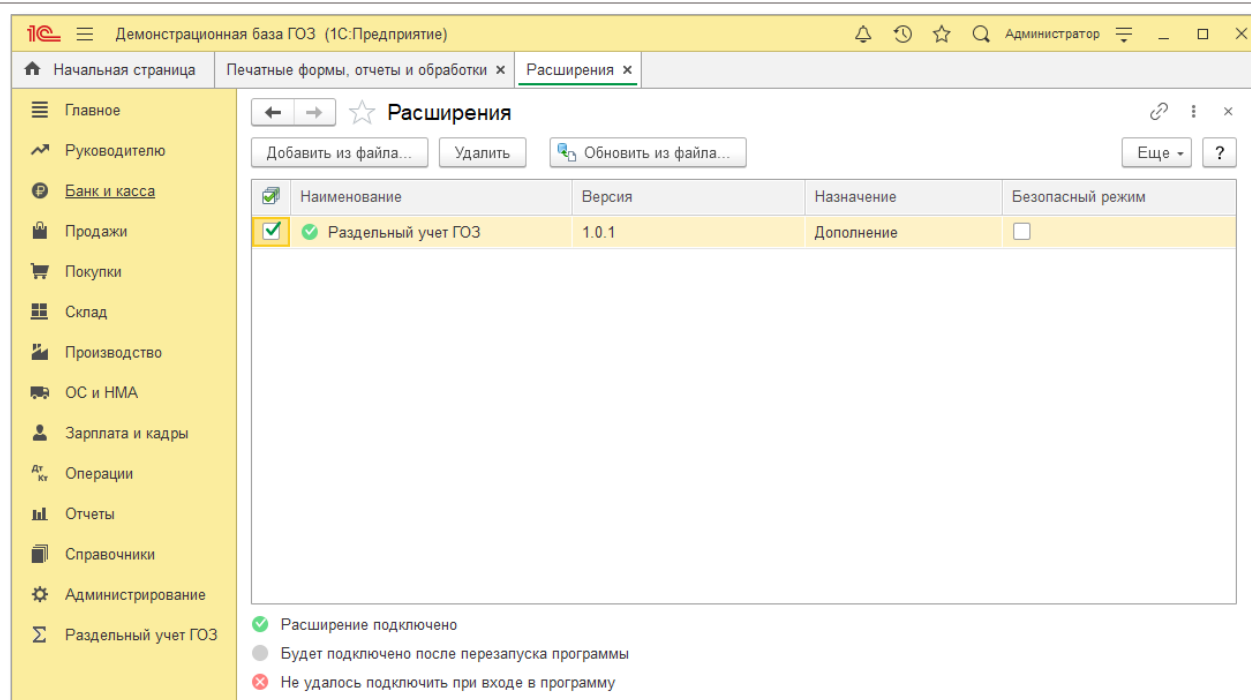 1С Демонстрационная база ГОЗ (1С:Предприятие) Администратор
Начальная страница Печатные формы, отчеты и обработки × Расширения ×
Главное
Руководителю
Банк и касса
Продажи
Покупки
Склад
Производство
ОС и НМА
Зарплата и кадры
Дт Кт Операции
Отчеты
Справочники
Администрирование
Σ Раздельный учет ГОЗ
Расширения
Добавить из файла... Удалить Обновить из файла... Еще ?
Наименование Версия Назначение Безопасный режим
Раздельный учет ГОЗ 1.0.1 Дополнение
Расширение подключено
Будет подключено после перезапуска программы
Не удалось подключить при входе в программу